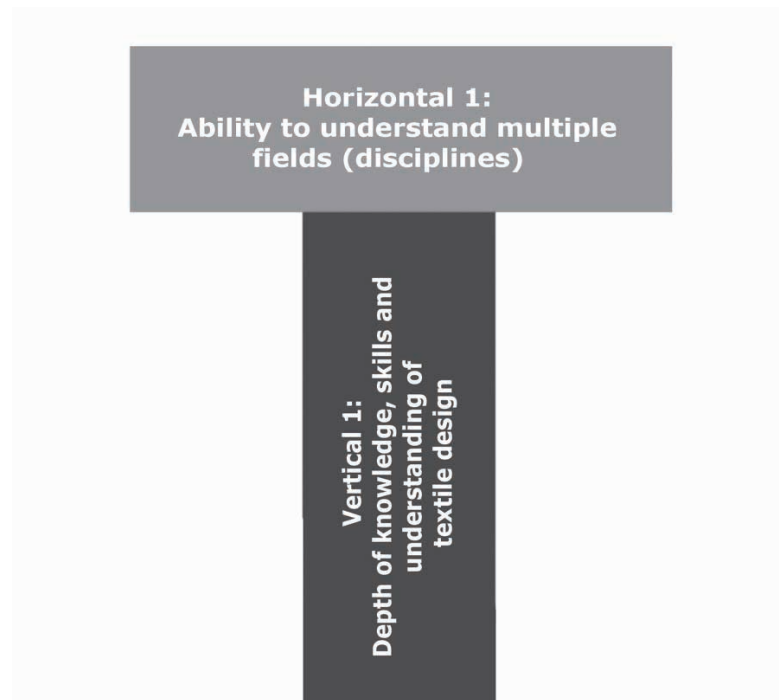 Horizontal 1:
Ability to understand multiple
fields (disciplines)
Vertical 1:
Depth of knowledge, skills and
understanding of
textile design